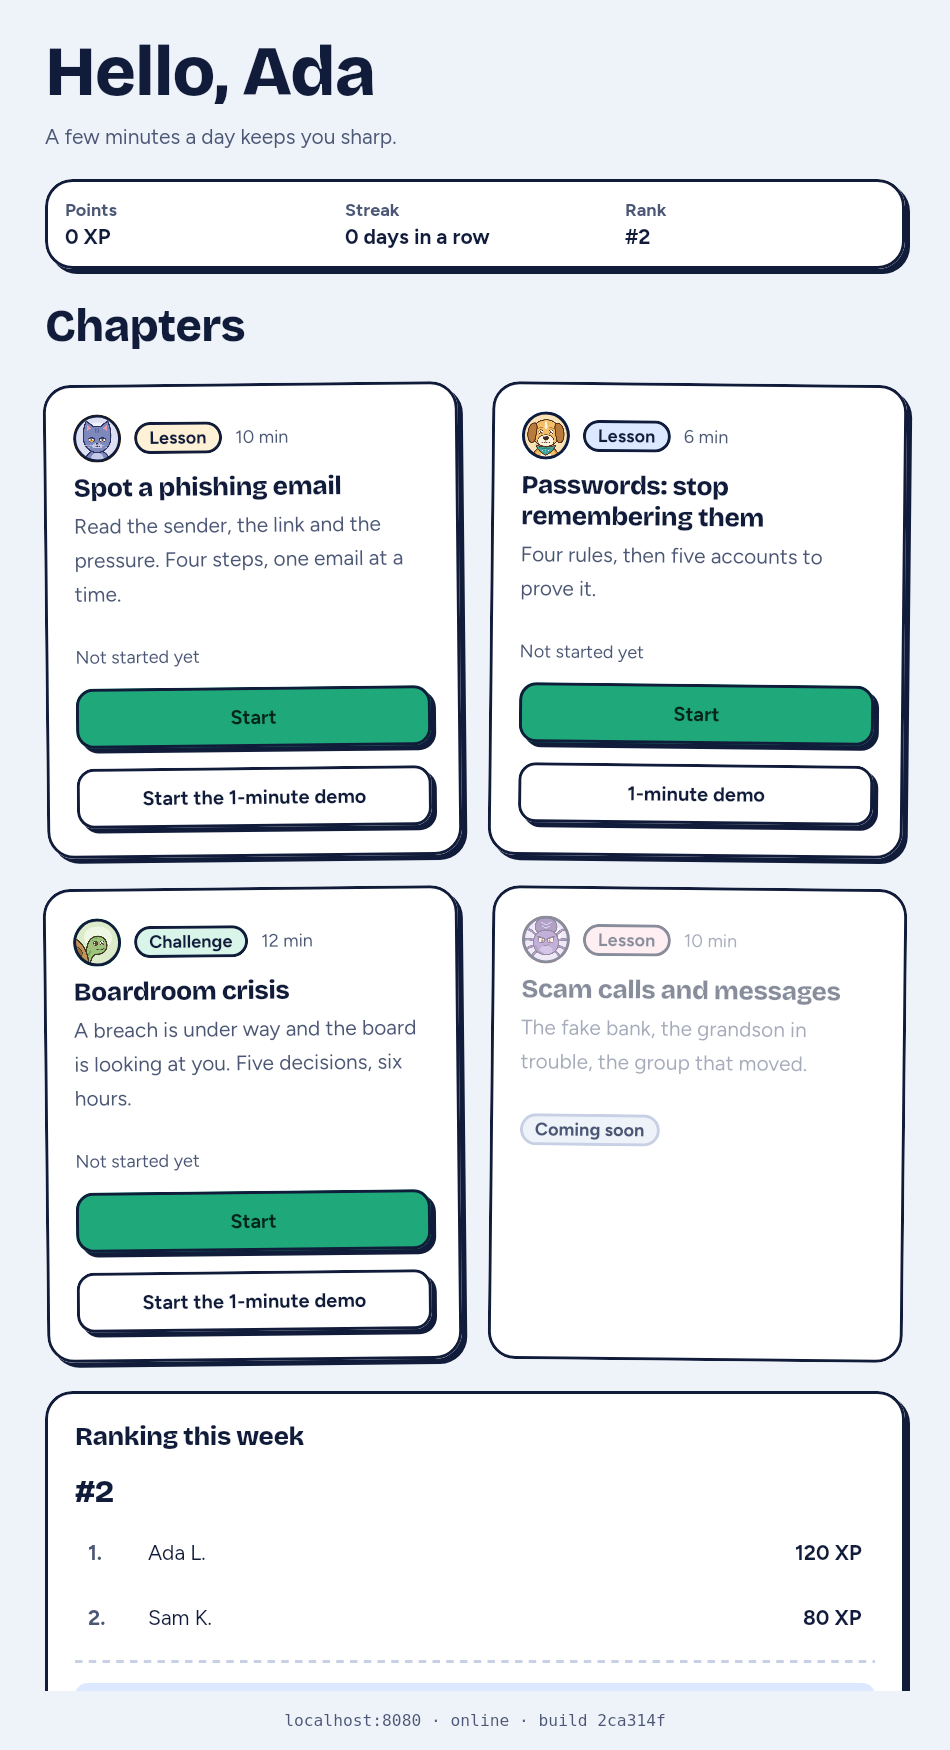 Hello, Ada
A few minutes a day keeps you sharp.
Points
0 XP
Streak
0 days in a row
Rank
#2
Chapters
Lesson
10 min
Spot a phishing email
Read the sender, the link and the
pressure. Four steps, one email at a
time.
Not started yet
Start
Start the 1-minute demo
Lesson
6 min
Passwords: stop
remembering them
Four rules, then five accounts to
prove it.
Not started yet
Start
1-minute demo
Challenge
12 min
Boardroom crisis
A breach is under way and the board
is looking at you. Five decisions, six
hours.
Not started yet
Start
Start the 1-minute demo
Lesson
10 min
Scam calls and messages
The fake bank, the grandson in
trouble, the group that moved.
Coming soon
Ranking this week
#2
1. Ada L. 120 XP
2. Sam K. 80 XP
localhost:8080 · online · build 2ca314f